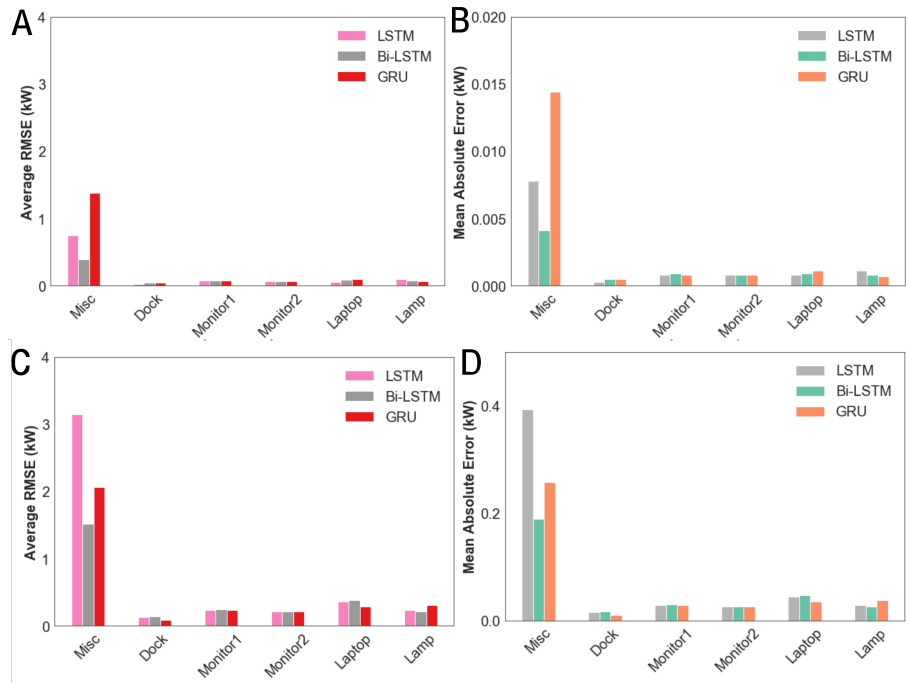 A
Average RMSE (kW)
4
3
2
1
0
LSTM
Bi-LSTM
GRU
Misc
Dock
Monitor1
Monitor2
Laptop
Lamp
B
Mean Absolute Error (kW)
0.020
0.015
0.010
0.005
0.000
LSTM
Bi-LSTM
GRU
Misc
Dock
Monitor1
Monitor2
Laptop
Lamp
C
Average RMSE (kW)
4
3
2
1
0
LSTM
Bi-LSTM
GRU
Misc
Dock
Monitor1
Monitor2
Laptop
Lamp
D
Mean Absolute Error (kW)
0.4
0.2
0.0
LSTM
Bi-LSTM
GRU
Misc
Dock
Monitor1
Monitor2
Laptop
Lamp